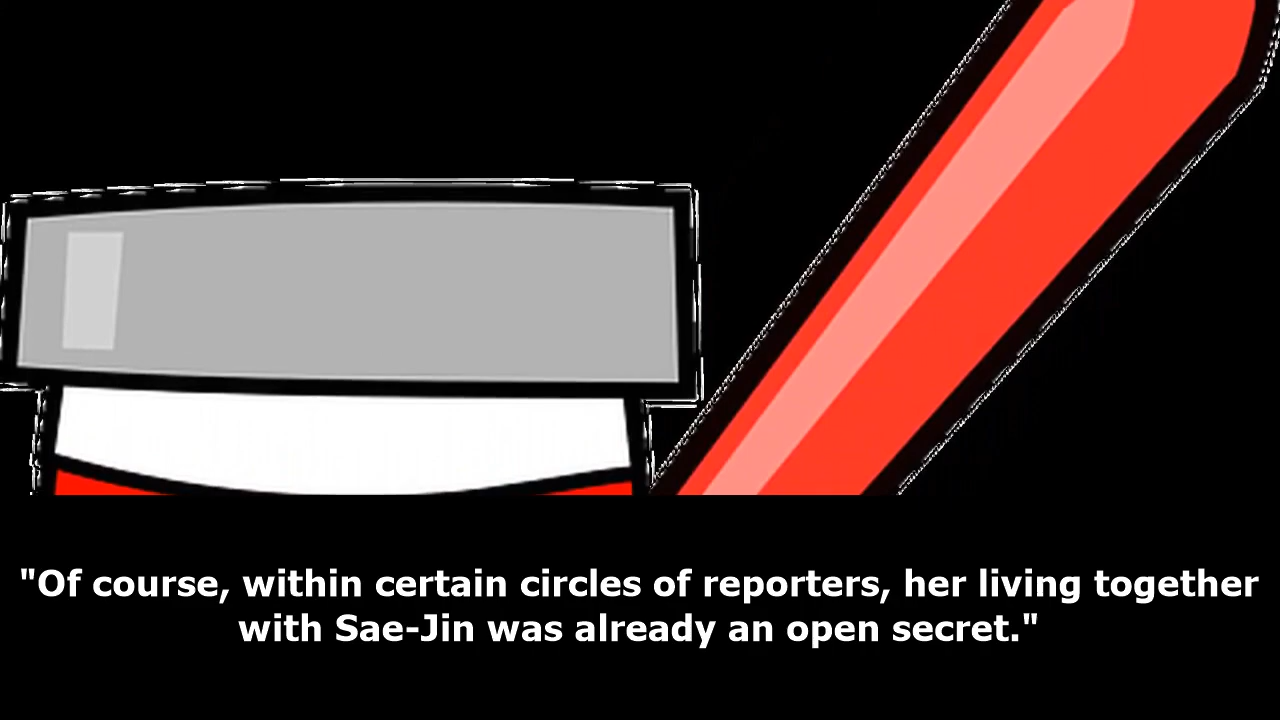 "Of course, within certain circles of reporters, her living together
with Sae-Jin was already an open secret."